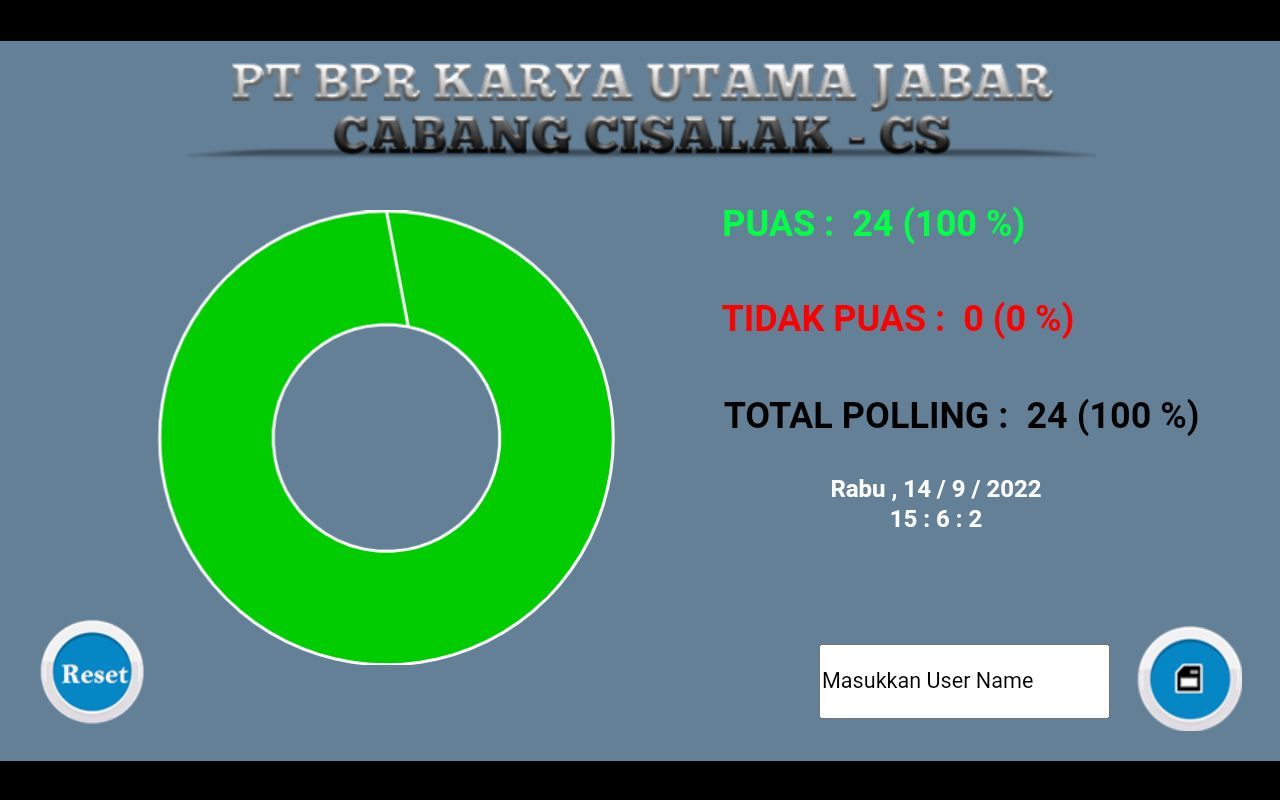 PT BPR KARYA UTAMA JABAR
CABANG CISALAK - CS
PUAS : 24 (100 %)
TIDAK PUAS : 0 (0 %)
TOTAL POLLING : 24 (100 %)
Rabu , 14 / 9 / 2022
15 : 6 : 2
Reset
Masukkan User Name